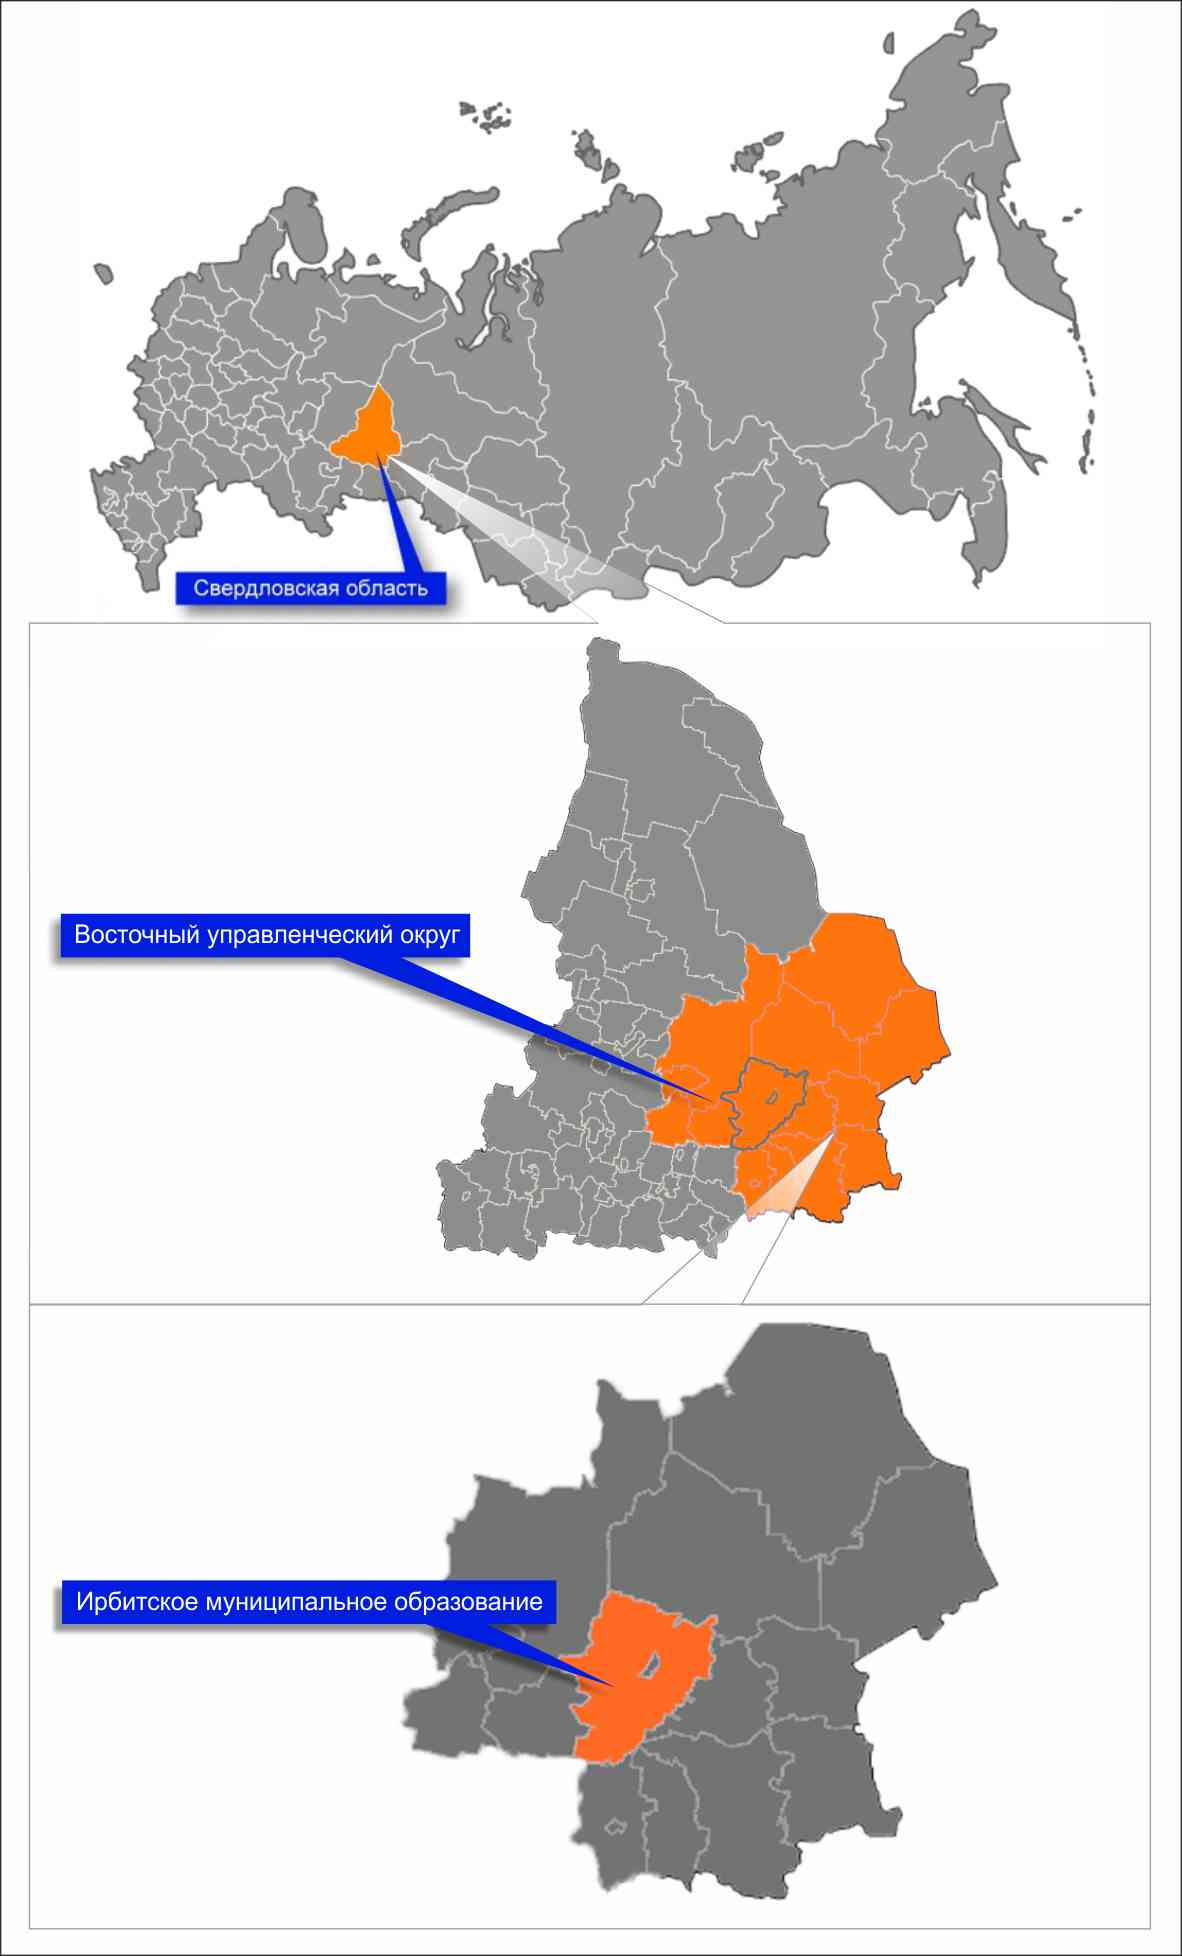 Свердловская область
Восточный управленческий округ
Ирбитское муниципальное образование